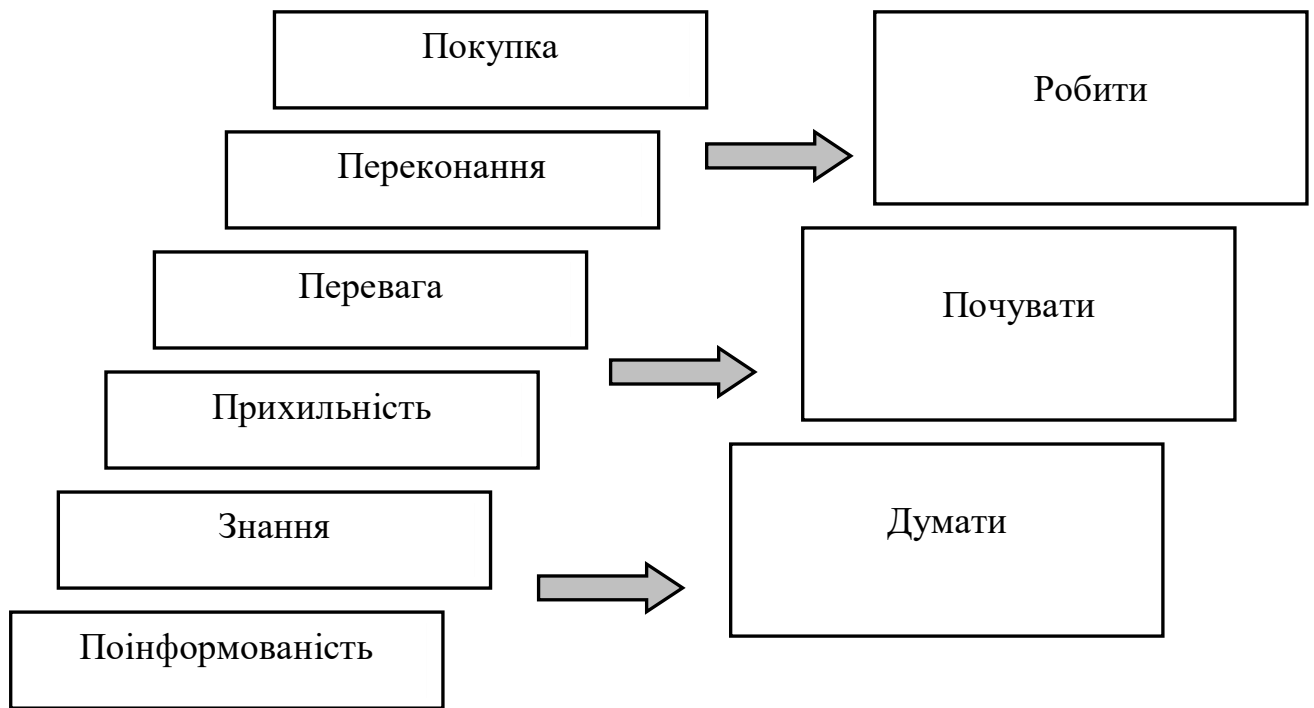 Покупка
Робити
Переконання
Перевага
Почувати
Прихильність
Знання
Думати
Поінформованість